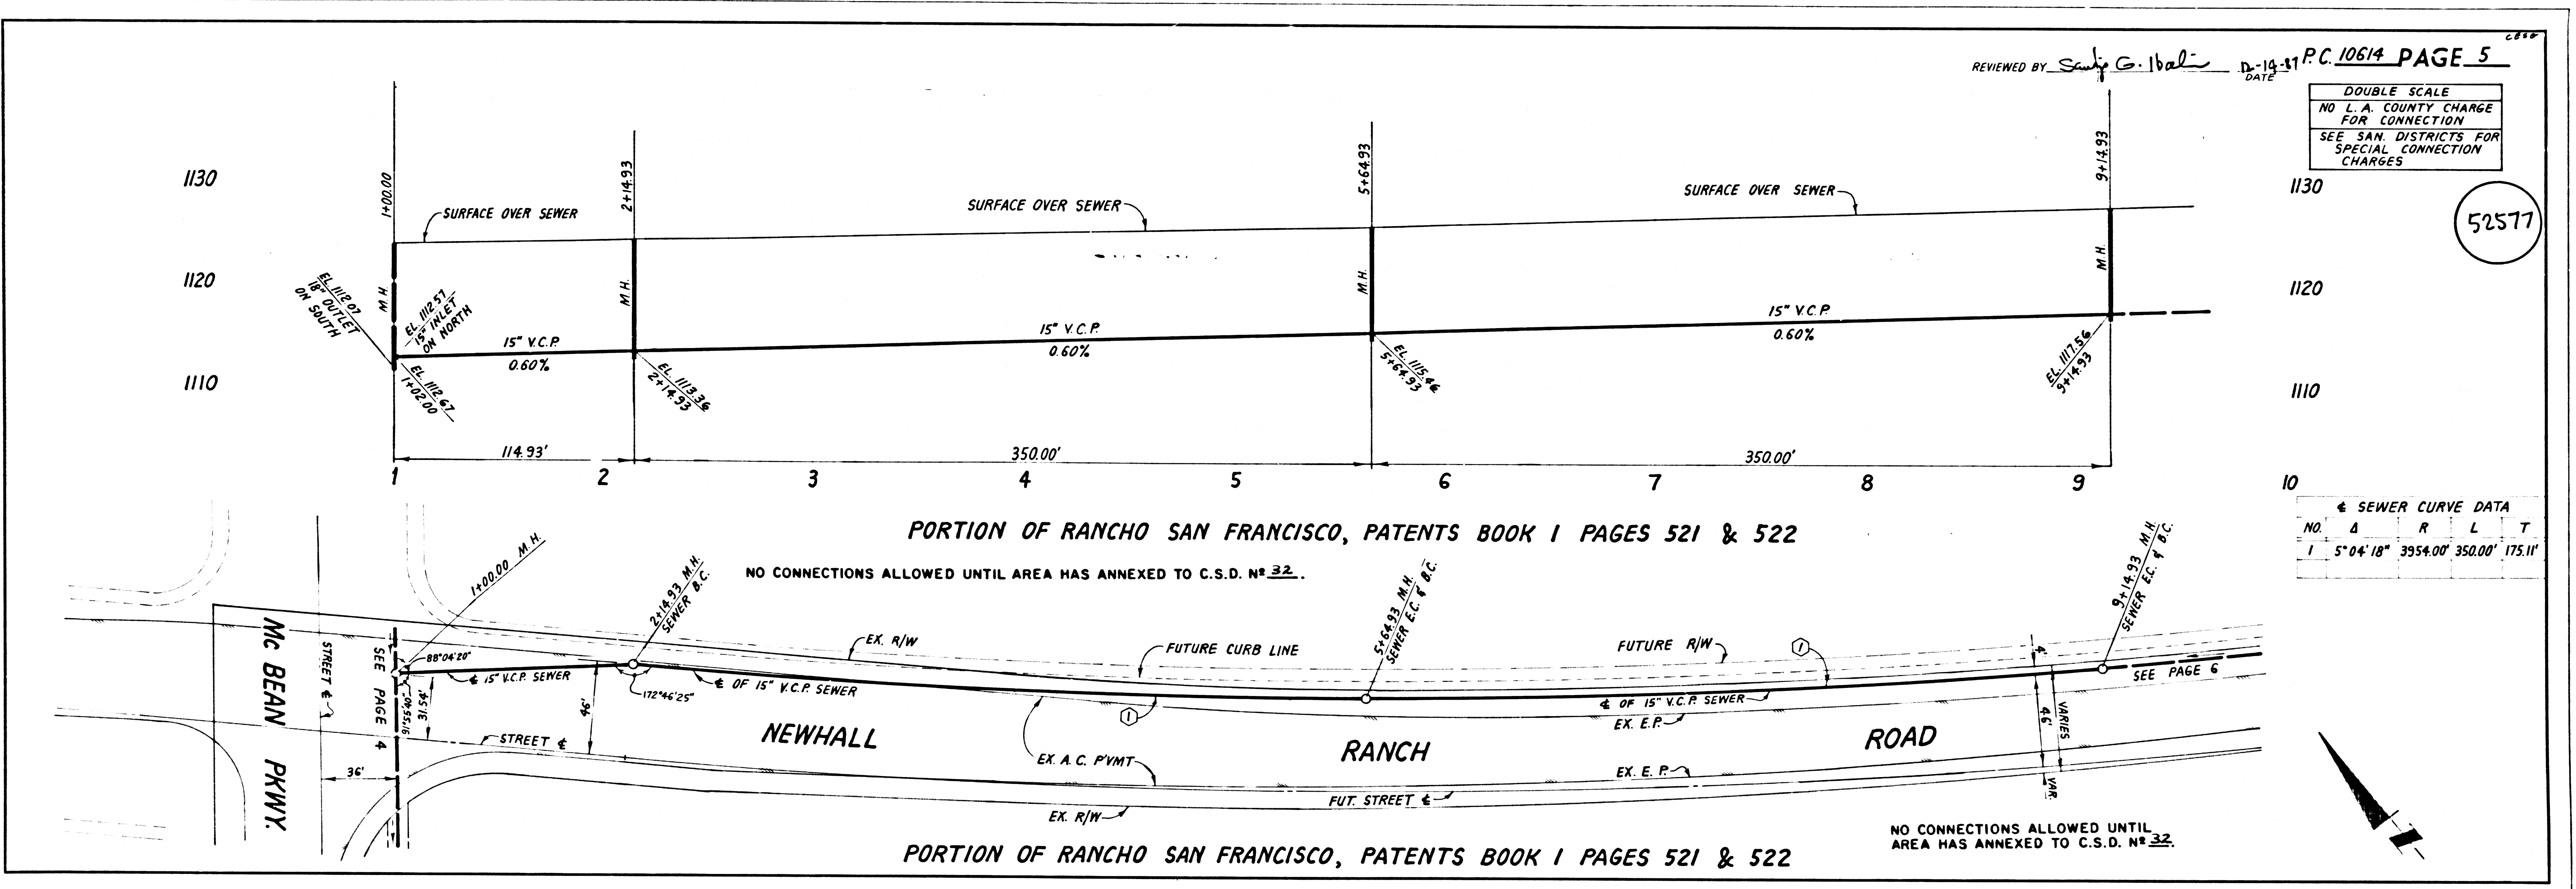 CBSD
REVIEWED BY
12-14-87
DATE
P.C. 10614 PAGE 5
DOUBLE SCALE
NO L.A. COUNTY CHARGE
FOR CONNECTION
SEE SAN. DISTRICTS FOR
SPECIAL CONNECTION
CHARGES
52577
1130
1120
1110
1130
1120
1110
1+00.00
2+14.93
5+64.93
9+14.93
SURFACE OVER SEWER
SURFACE OVER SEWER
SURFACE OVER SEWER
M.H.
M.H.
M.H.
M.H.
EL. 1112.07
18" OUTLET
ON SOUTH
EL. 1112.57
15" INLET
ON NORTH
EL. 1112.67
1+02.00
15" V.C.P.
0.60%
EL. 1113.36
2+14.93
15" V.C.P.
0.60%
EL. 1115.46
5+64.93
15" V.C.P.
0.60%
EL. 1117.56
9+14.93
114.93'
350.00'
350.00'
1 2 3 4 5 6 7 8 9 10
℄ SEWER CURVE DATA
NO. Δ R L T
1 5°04'18" 3954.00' 350.00' 175.11'
PORTION OF RANCHO SAN FRANCISCO, PATENTS BOOK 1 PAGES 521 & 522
NO CONNECTIONS ALLOWED UNTIL AREA HAS ANNEXED TO C.S.D. Nº 32.
1+00.00 M.H.
2+14.93 M.H.
SEWER B.C.
5+64.93 M.H.
SEWER E.C. & B.C.
9+14.93 M.H.
SEWER E.C. & B.C.
Mc BEAN PKWY.
STREET ℄
SEE PAGE 4
88°04'20"
91°55'40"
31.54'
36'
℄ 15" V.C.P. SEWER
46'
172°46'25"
℄ OF 15" V.C.P. SEWER
EX. R/W
FUTURE CURB LINE
FUTURE R/W
1
1
4'
SEE PAGE 6
℄ OF 15" V.C.P. SEWER
EX. E.P.
46'
VARIES
VAR.
STREET ℄
NEWHALL RANCH ROAD
EX. A.C. P'VMT
EX. E.P.
FUT. STREET ℄
EX. R/W
NO CONNECTIONS ALLOWED UNTIL
AREA HAS ANNEXED TO C.S.D. Nº 32.
PORTION OF RANCHO SAN FRANCISCO, PATENTS BOOK 1 PAGES 521 & 522